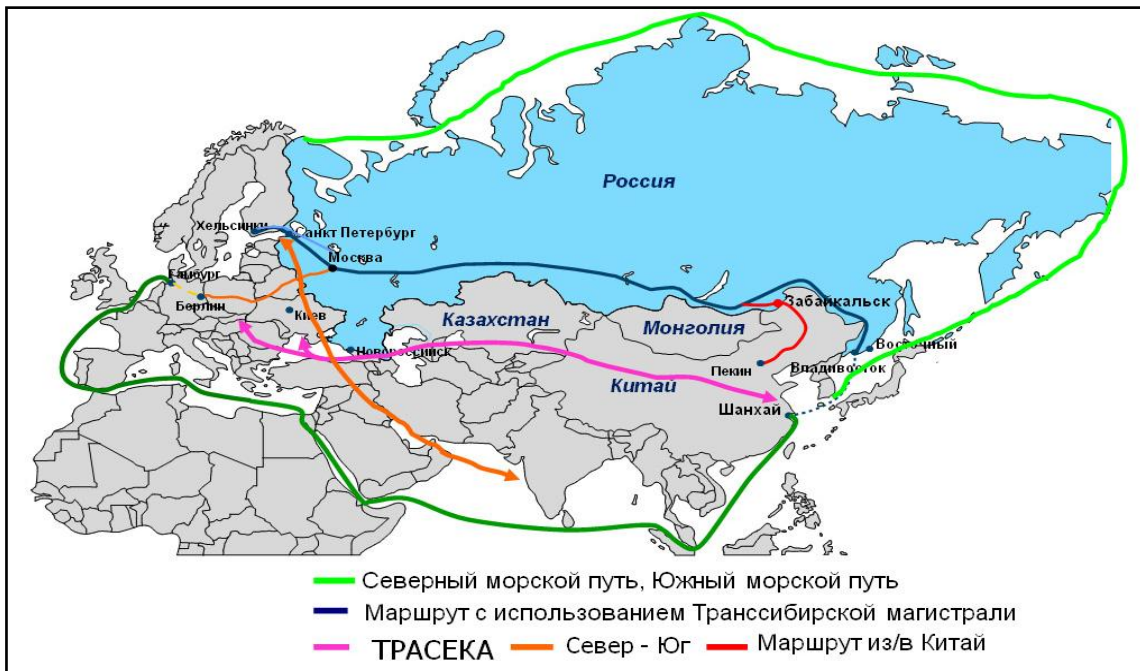 Россия
Хельсинки
Санкт Петербург
Москва
Гамбург
Берлин
Киев
Забайкальск
Казахстан
Монголия
Новороссийск
Восточный
Пекин
Владивосток
Китай
Шанхай
Северный морской путь, Южный морской путь
Маршрут с использованием Транссибирской магистрали
ТРАСЕКА Север - Юг Маршрут из/в Китай